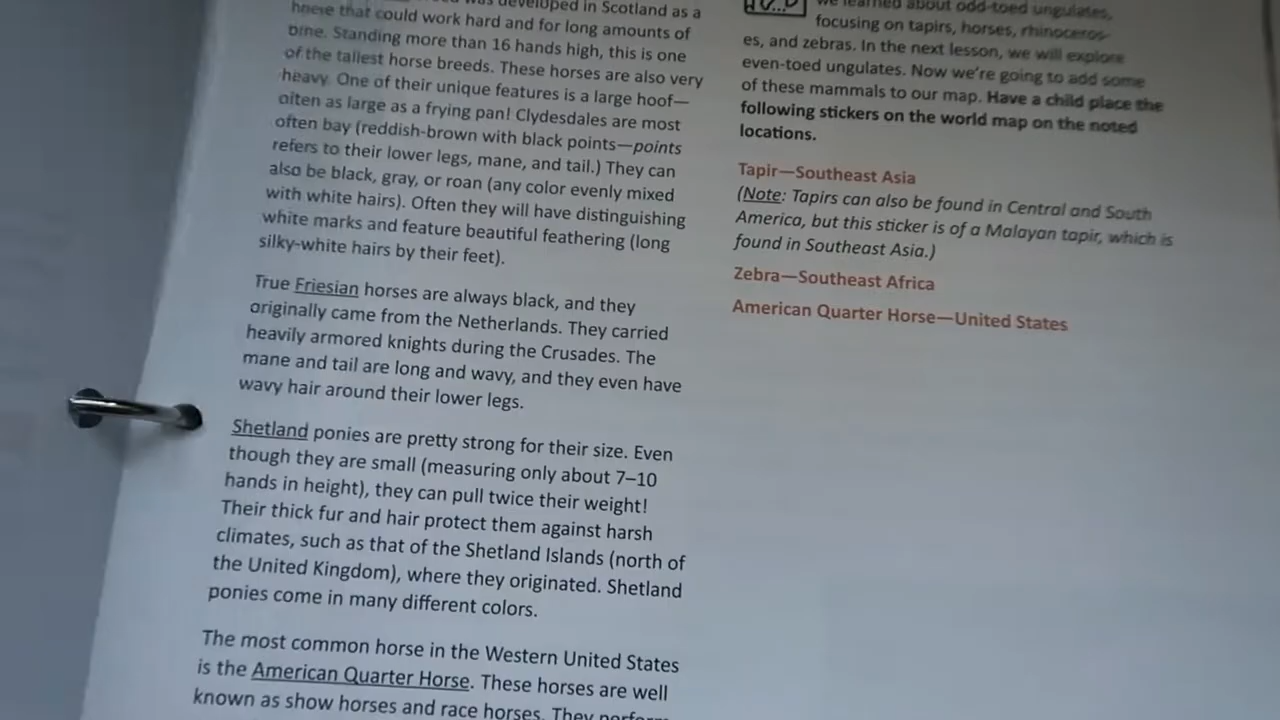 was developed in Scotland as a
horse that could work hard and for long amounts of
time. Standing more than 16 hands high, this is one
of the tallest horse breeds. These horses are also very
heavy. One of their unique features is a large hoof—
often as large as a frying pan! Clydesdales are most
often bay (reddish-brown with black points—points
refers to their lower legs, mane, and tail.) They can
also be black, gray, or roan (any color evenly mixed
with white hairs). Often they will have distinguishing
white marks and feature beautiful feathering (long
silky-white hairs by their feet).
True Friesian horses are always black, and they
originally came from the Netherlands. They carried
heavily armored knights during the Crusades. The
mane and tail are long and wavy, and they even have
wavy hair around their lower legs.
Shetland ponies are pretty strong for their size. Even
though they are small (measuring only about 7–10
hands in height), they can pull twice their weight!
Their thick fur and hair protect them against harsh
climates, such as that of the Shetland Islands (north of
the United Kingdom), where they originated. Shetland
ponies come in many different colors.
The most common horse in the Western United States
is the American Quarter Horse. These horses are well
known as show horses and race horses. They perform
we learned about odd-toed ungulates,
focusing on tapirs, horses, rhinoceros-
es, and zebras. In the next lesson, we will explore
even-toed ungulates. Now we're going to add some
of these mammals to our map. Have a child place the
following stickers on the world map on the noted
locations.
Tapir—Southeast Asia
(Note: Tapirs can also be found in Central and South
America, but this sticker is of a Malayan tapir, which is
found in Southeast Asia.)
Zebra—Southeast Africa
American Quarter Horse—United States